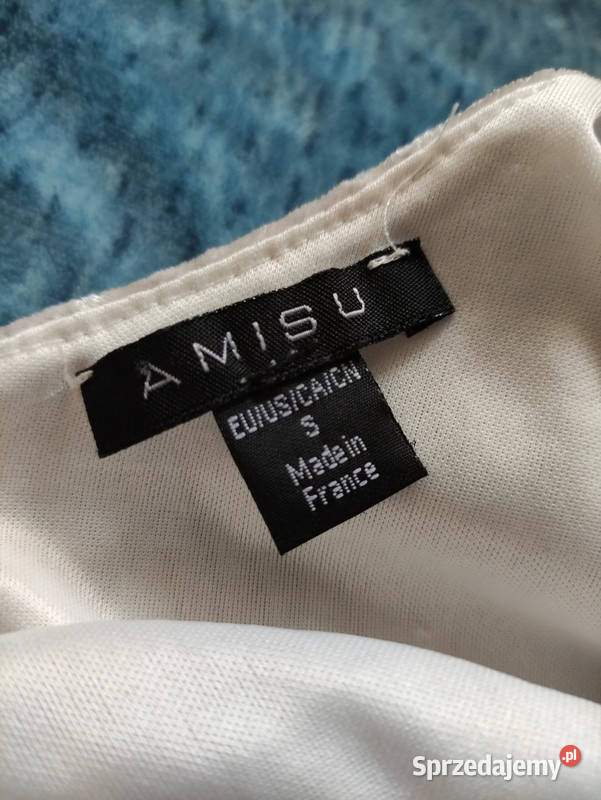 AMISU
EU/US/CA/CN
S
Made in
France
Sprzedajemy.pl